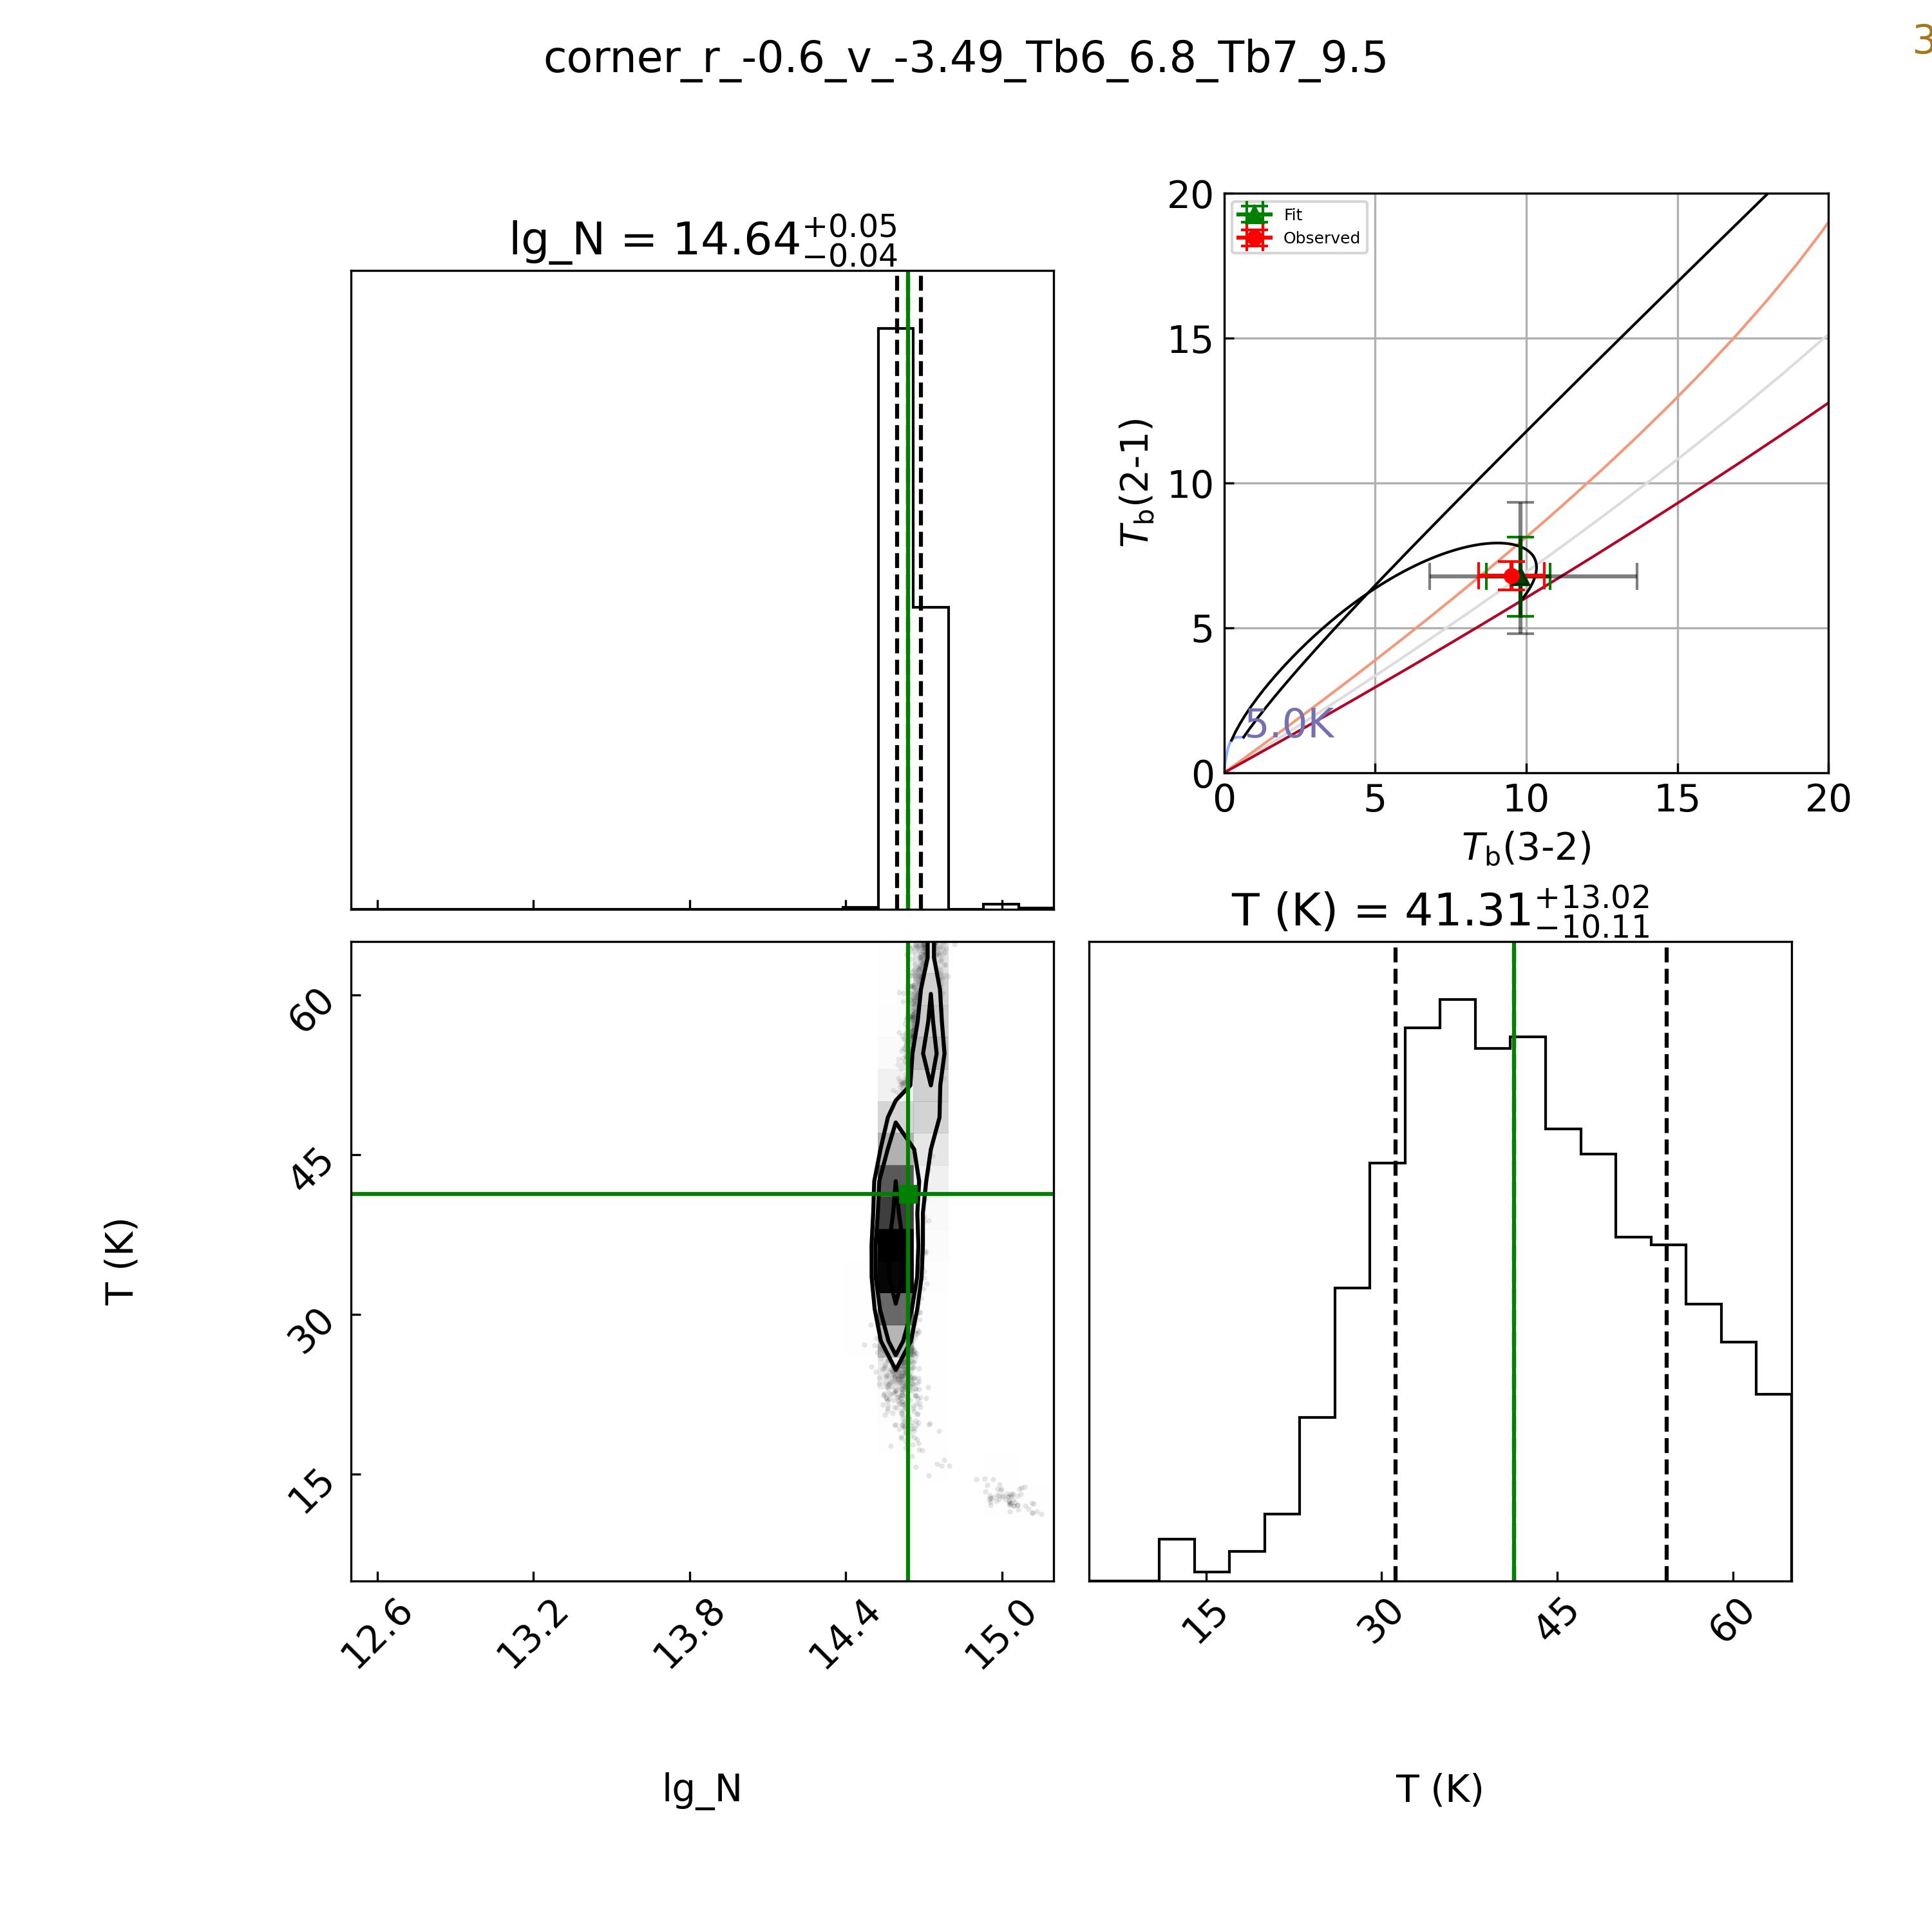 corner_r_-0.6_v_-3.49_Tb6_6.8_Tb7_9.5
3
lg_N = 14.64 +0.05 −0.04
20
15
10
5
0
Fit
Observed
5.0K
T_b(2-1)
0 5 10 15 20
T_b(3-2)
T (K) = 41.31 +13.02 −10.11
60
45
30
15
T (K)
12.6 13.2 13.8 14.4 15.0
15 30 45 60
lg_N
T (K)